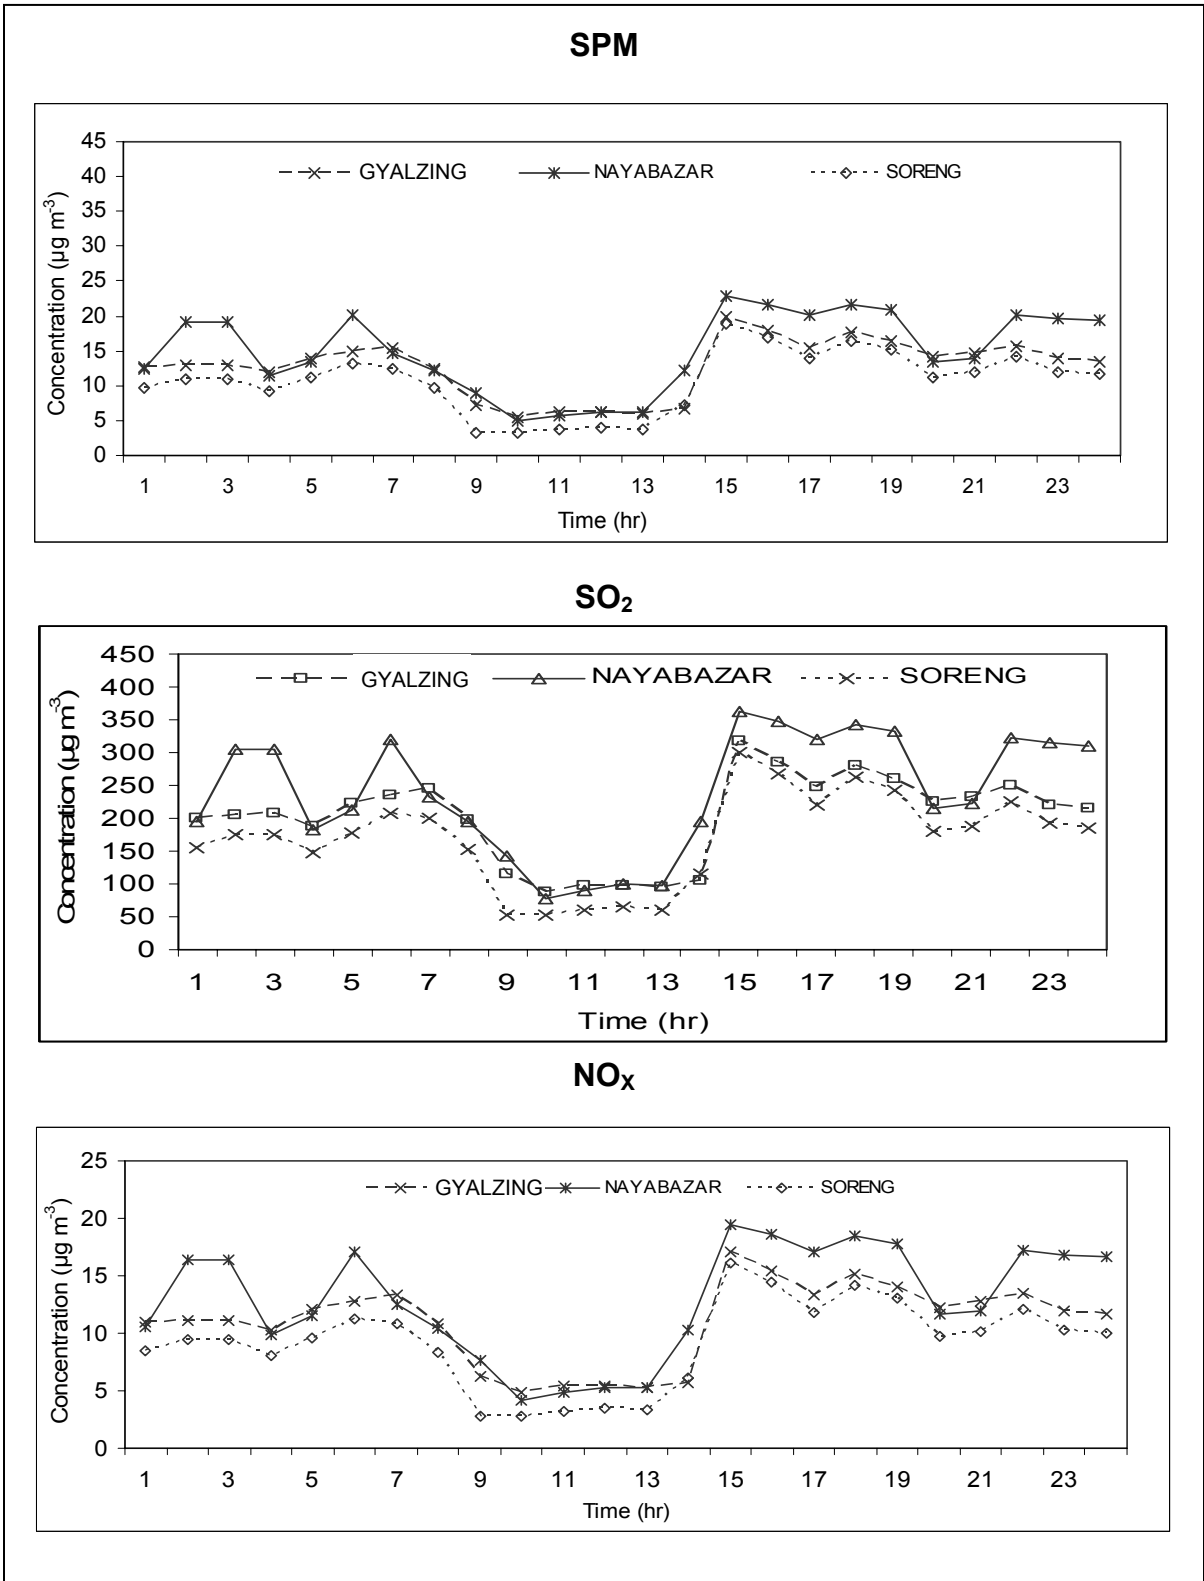 SPM
45
40
35
30
25
20
15
10
5
0
Concentration (µg m-3)
GYALZING NAYABAZAR SORENG
1 3 5 7 9 11 13 15 17 19 21 23
Time (hr)
SO2
450
400
350
300
250
200
150
100
50
0
Concentration (µg m-3)
GYALZING NAYABAZAR SORENG
1 3 5 7 9 11 13 15 17 19 21 23
Time (hr)
NOX
25
20
15
10
5
0
Concentration (µg m-3)
GYALZING NAYABAZAR SORENG
1 3 5 7 9 11 13 15 17 19 21 23
Time (hr)